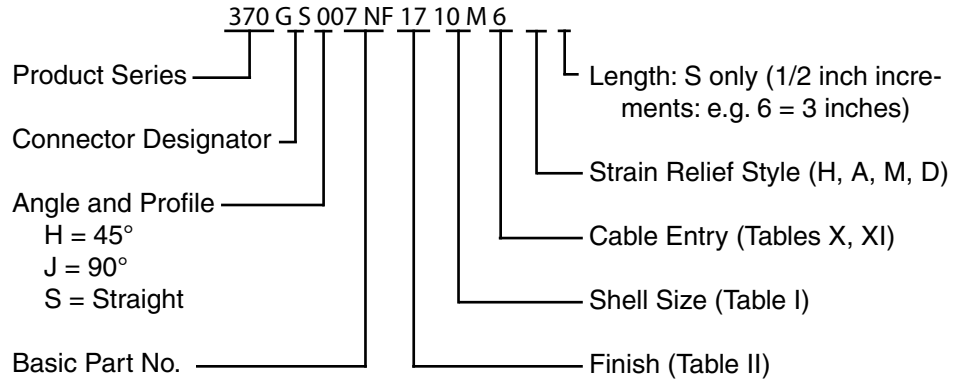 370 G S 007 NF 17 10 M 6
Product Series
Connector Designator
Angle and Profile
H = 45°
J = 90°
S = Straight
Basic Part No.
Length: S only (1/2 inch incre-
ments: e.g. 6 = 3 inches)
Strain Relief Style (H, A, M, D)
Cable Entry (Tables X, XI)
Shell Size (Table I)
Finish (Table II)